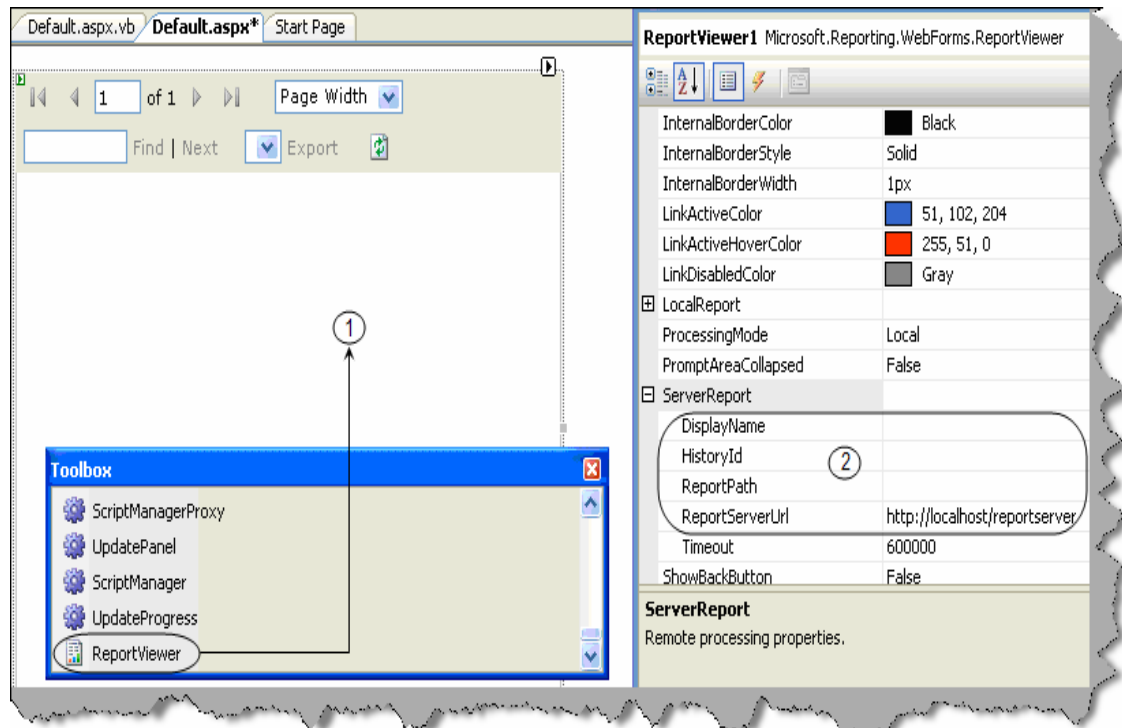 Default.aspx.vb
Default.aspx*
Start Page
1 of 1
Page Width
Find | Next
Export
1
Toolbox
ScriptManagerProxy
UpdatePanel
ScriptManager
UpdateProgress
ReportViewer
ReportViewer1 Microsoft.Reporting.WebForms.ReportViewer
A
Z
InternalBorderColor Black
InternalBorderStyle Solid
InternalBorderWidth 1px
LinkActiveColor 51, 102, 204
LinkActiveHoverColor 255, 51, 0
LinkDisabledColor Gray
LocalReport
ProcessingMode Local
PromptAreaCollapsed False
ServerReport
DisplayName
HistoryId
2
ReportPath
ReportServerUrl http://localhost/reportserver
Timeout 600000
ShowBackButton False
ServerReport
Remote processing properties.